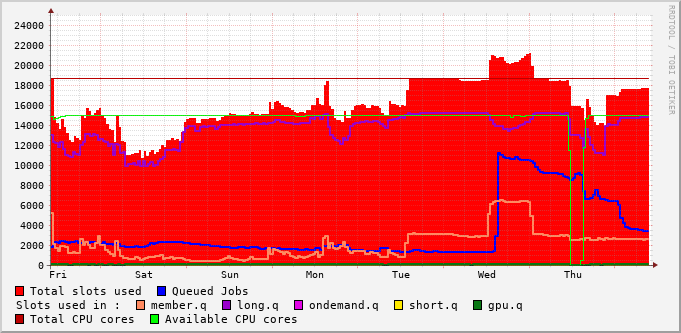 RRDTOOL / TOBI OETIKER
24000
22000
20000
18000
16000
14000
12000
10000
8000
6000
4000
2000
0
Fri Sat Sun Mon Tue Wed Thu
Total slots used Queued Jobs
Slots used in : member.q long.q ondemand.q short.q gpu.q
Total CPU cores Available CPU cores